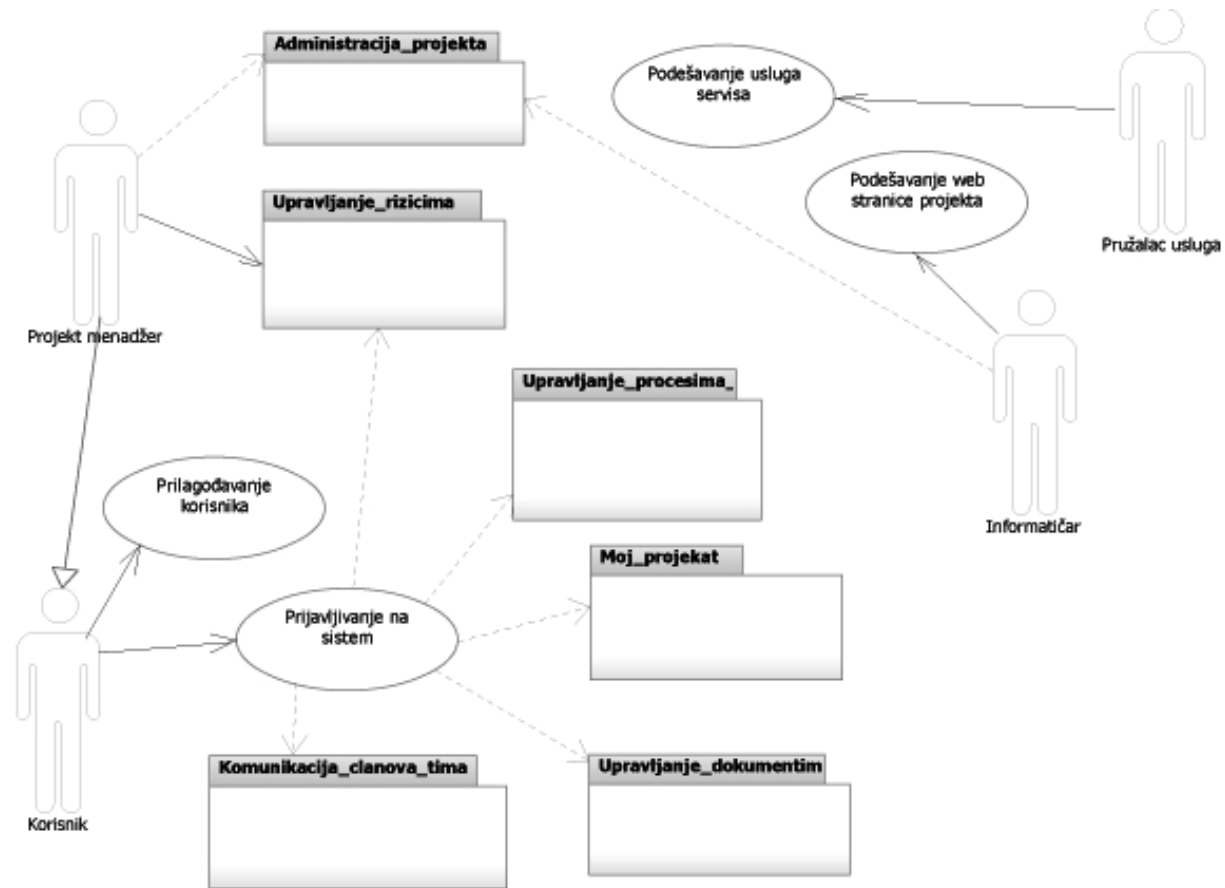 Administracija_projekta
Podešavanje usluga
servisa
Podešavanje web
stranice projekta
Upravljanje_rizicima
Pružalac usluga
Projekt menadžer
Upravljanje_procesima_
Prilagođavanje
korisnika
Informatičar
Moj_projekat
Prijavljivanje na
sistem
Komunikacija_clanova_tima
Upravljanje_dokumentim
Korisnik